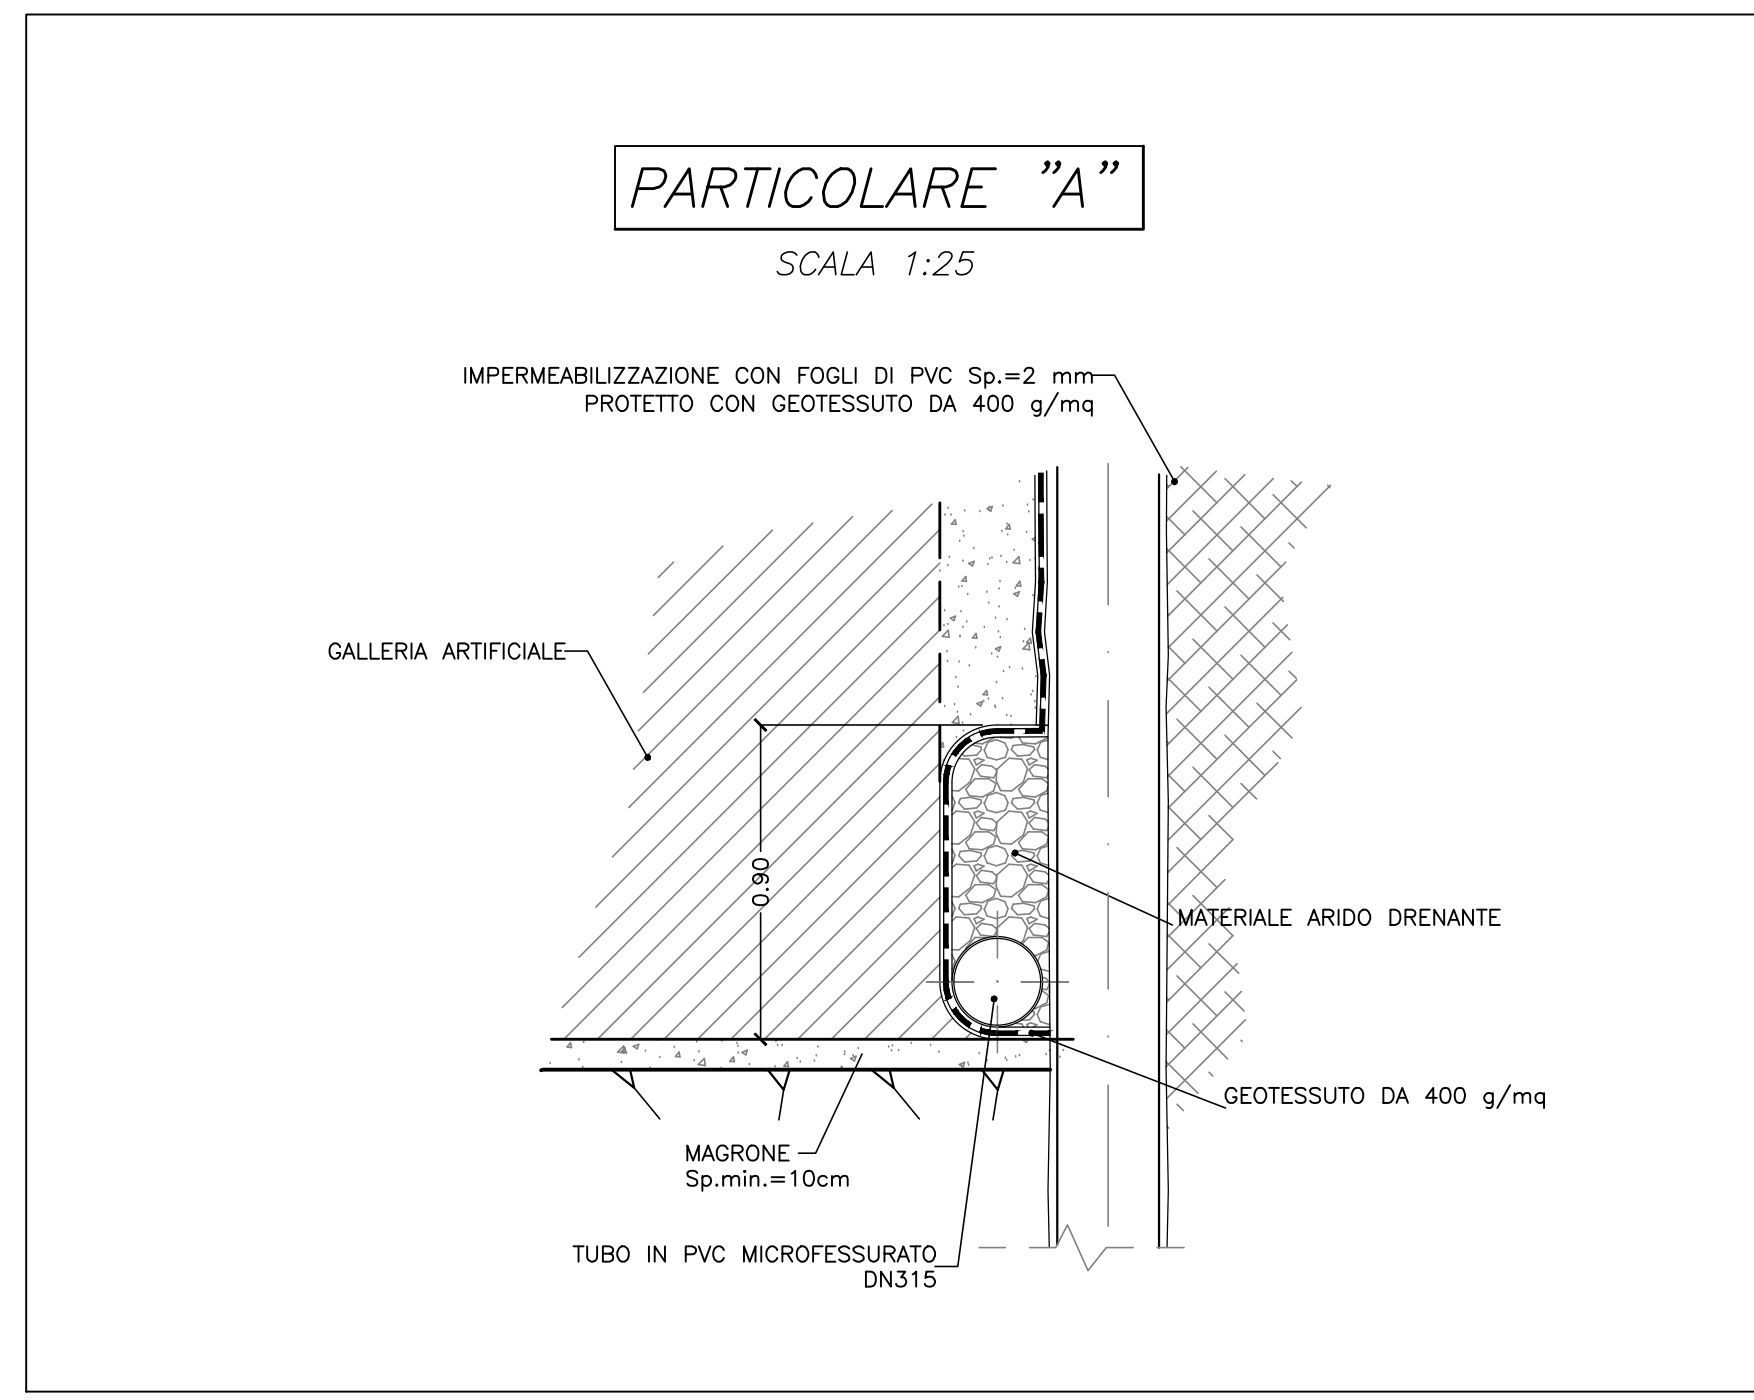 PARTICOLARE "A"
SCALA 1:25
IMPERMEABILIZZAZIONE CON FOGLI DI PVC Sp.=2 mm
PROTETTO CON GEOTESSUTO DA 400 g/mq
GALLERIA ARTIFICIALE
0.90
MATERIALE ARIDO DRENANTE
GEOTESSUTO DA 400 g/mq
MAGRONE
Sp.min.=10cm
TUBO IN PVC MICROFESSURATO
DN315